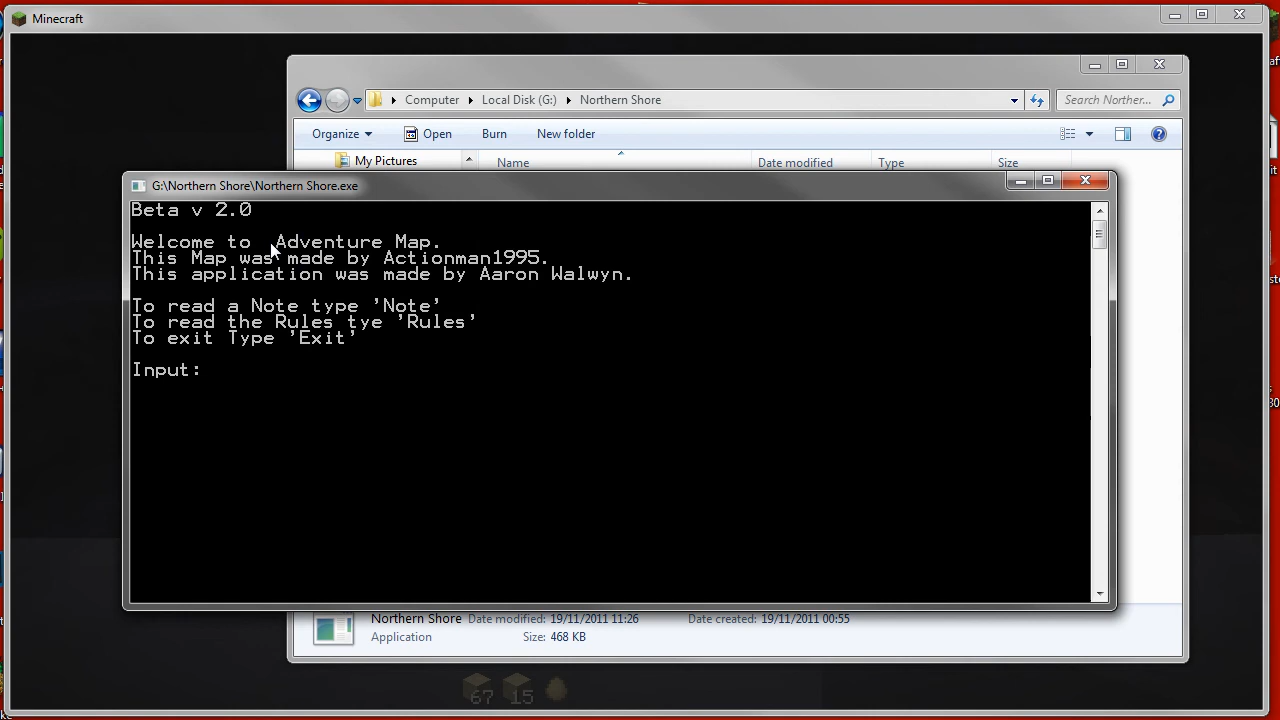 Minecraft
Computer
Local Disk (G:)
Northern Shore
Search Norther...
Organize
Open
Burn
New folder
My Pictures
Name
Date modified
Type
Size
G:\Northern Shore\Northern Shore.exe
Beta v 2.0
Welcome to  Adventure Map.
This Map was made by Actionman1995.
This application was made by Aaron Walwyn.
To read a Note type 'Note'
To read the Rules tye 'Rules'
To exit Type 'Exit'
Input:
Northern Shore Date modified: 19/11/2011 11:26 Date created: 19/11/2011 00:55
Application Size: 468 KB
67 15